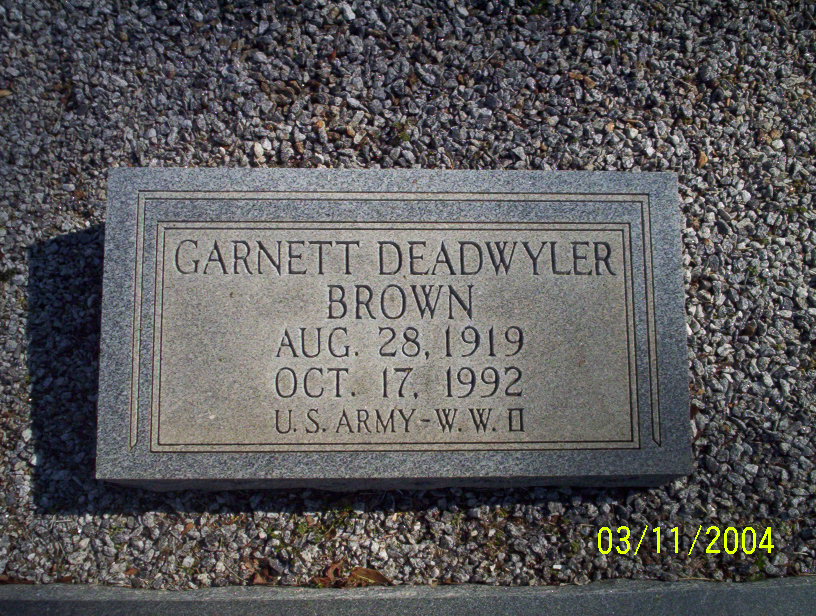 GARNETT DEADWYLER
BROWN
AUG. 28, 1919
OCT. 17, 1992
U.S. ARMY-W.W. II
03/11/2004